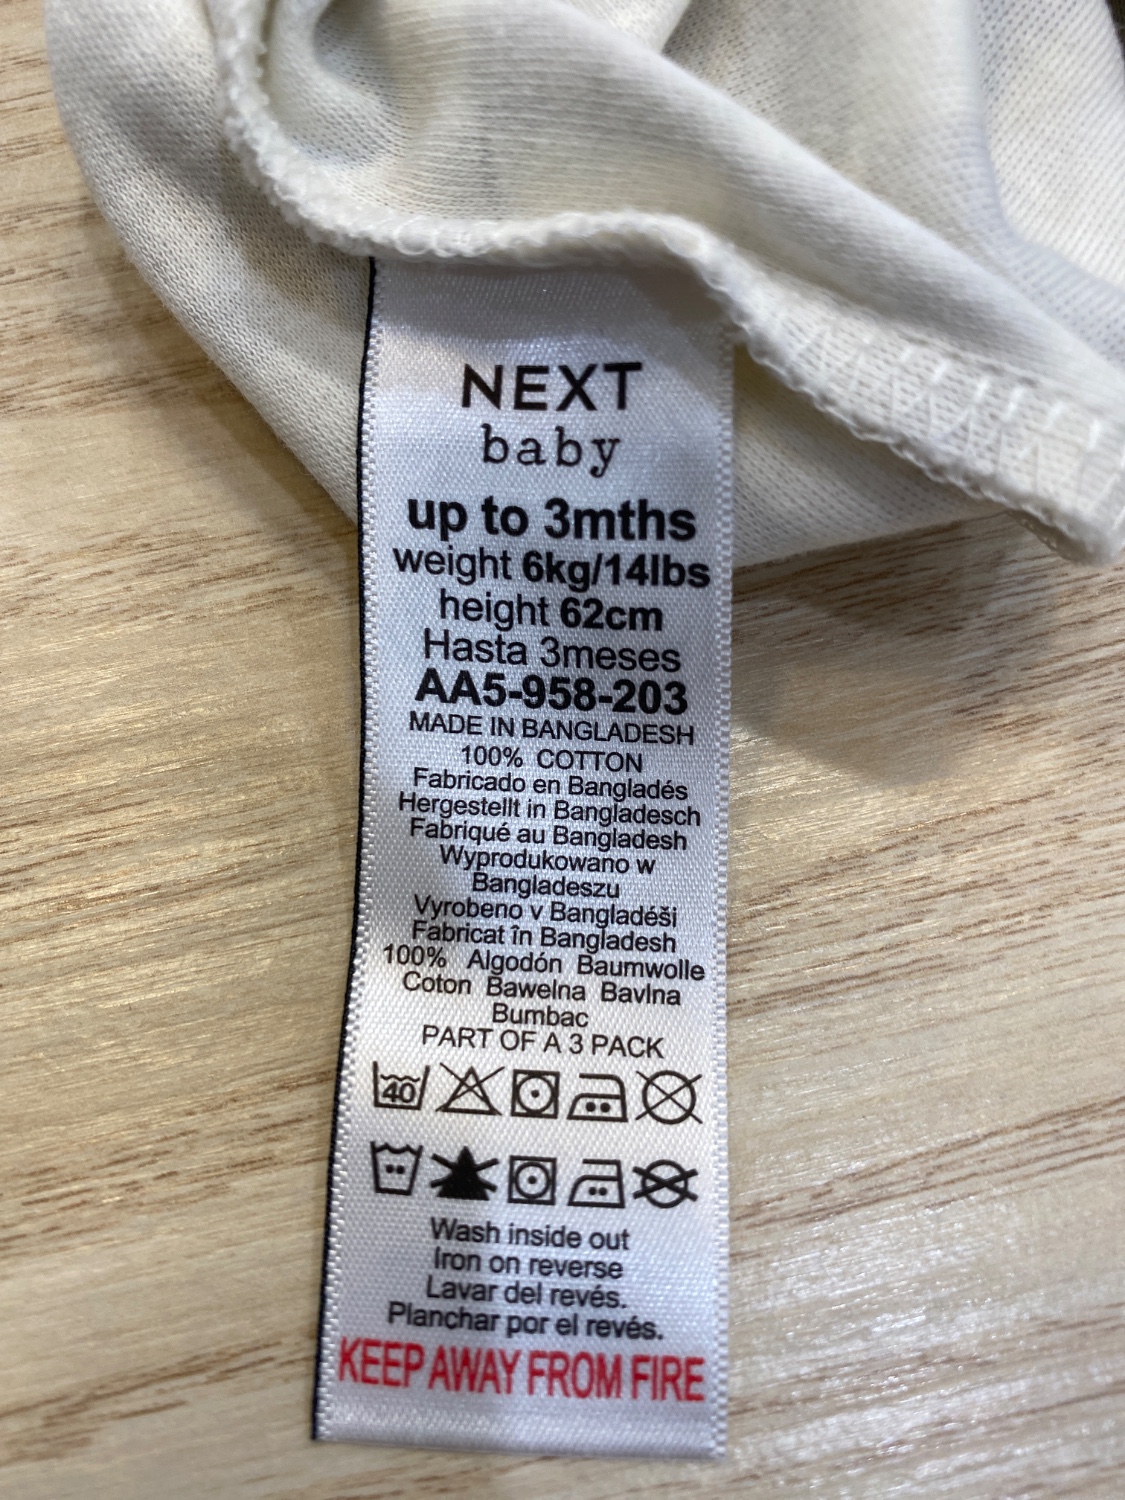 NEXT
baby
up to 3mths
weight 6kg/14lbs
height 62cm
Hasta 3meses
AA5-958-203
MADE IN BANGLADESH
100% COTTON
Fabricado en Bangladés
Hergestellt in Bangladesch
Fabriqué au Bangladesh
Wyprodukowano w
Bangladeszu
Vyrobeno v Bangladéši
Fabricat în Bangladesh
100% Algodón Baumwolle
Coton Bawełna Bavlna
Bumbac
PART OF A 3 PACK
40
Wash inside out
Iron on reverse
Lavar del revés.
Planchar por el revés.
KEEP AWAY FROM FIRE